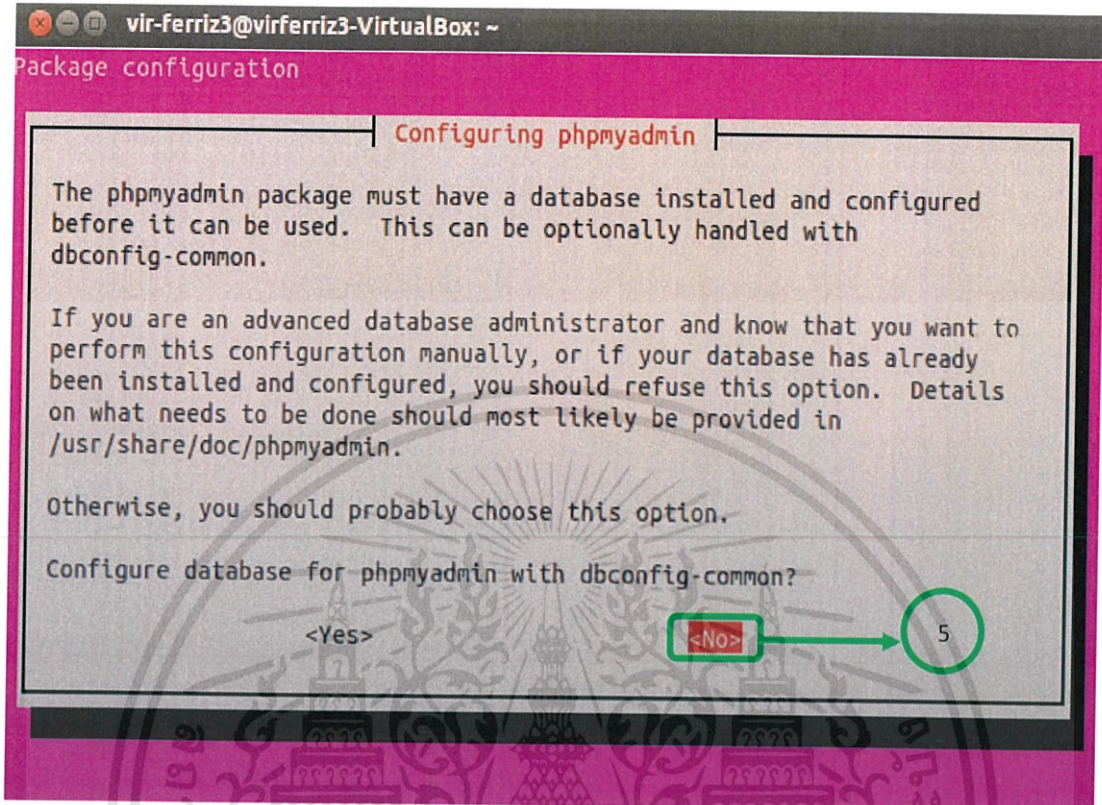 vir-ferriz3@virferriz3-VirtualBox: ~
Package configuration
Configuring phpmyadmin
The phpmyadmin package must have a database installed and configured
before it can be used.  This can be optionally handled with
dbconfig-common.
If you are an advanced database administrator and know that you want to
perform this configuration manually, or if your database has already
been installed and configured, you should refuse this option.  Details
on what needs to be done should most likely be provided in
/usr/share/doc/phpmyadmin.
Otherwise, you should probably choose this option.
Configure database for phpmyadmin with dbconfig-common?
<Yes> <No> 5